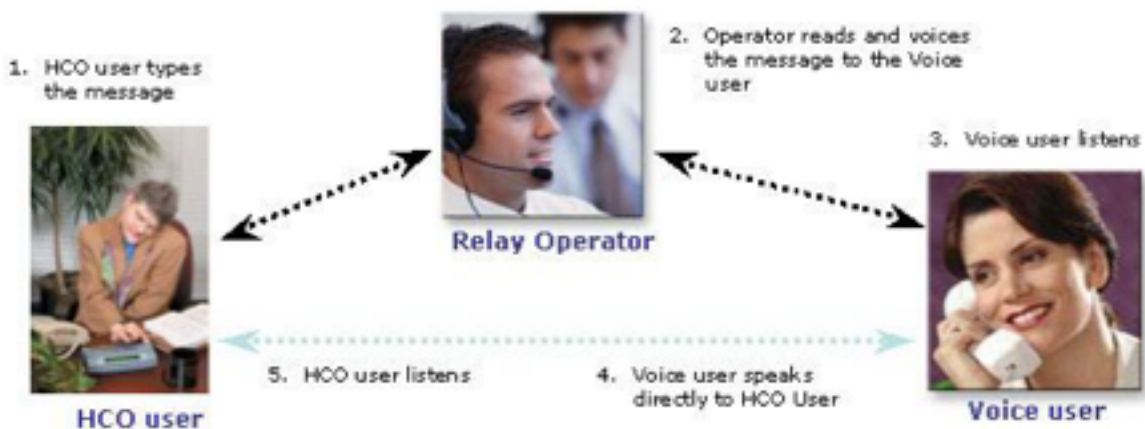 1. HCO user types
the message
2. Operator reads and voices
the message to the Voice
user
3. Voice user listens
Relay Operator
5. HCO user listens
4. Voice user speaks
directly to HCO User
HCO user
Voice user